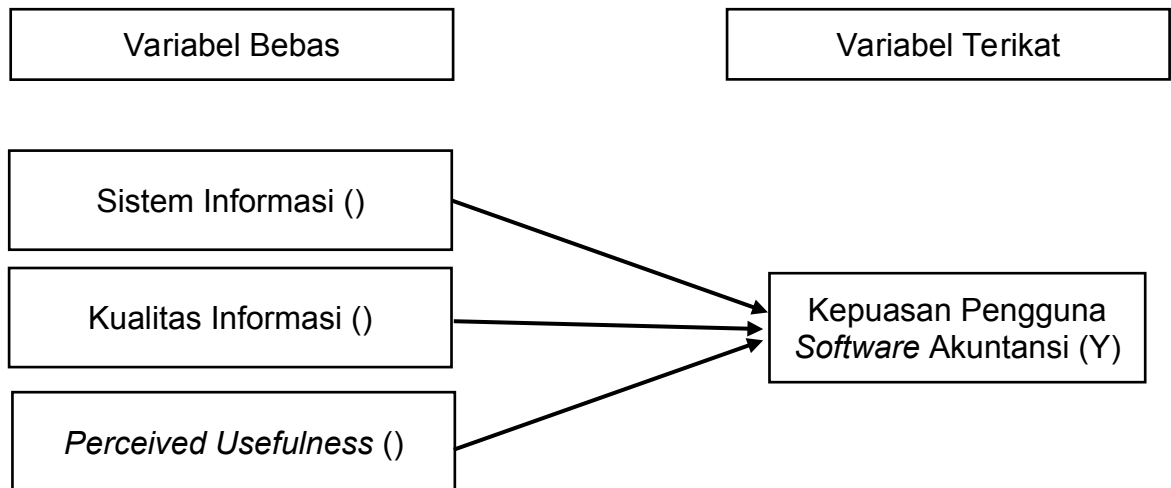 Variabel Bebas
Variabel Terikat
Sistem Informasi ()
Kualitas Informasi ()
Kepuasan Pengguna
Software Akuntansi (Y)
Perceived Usefulness ()